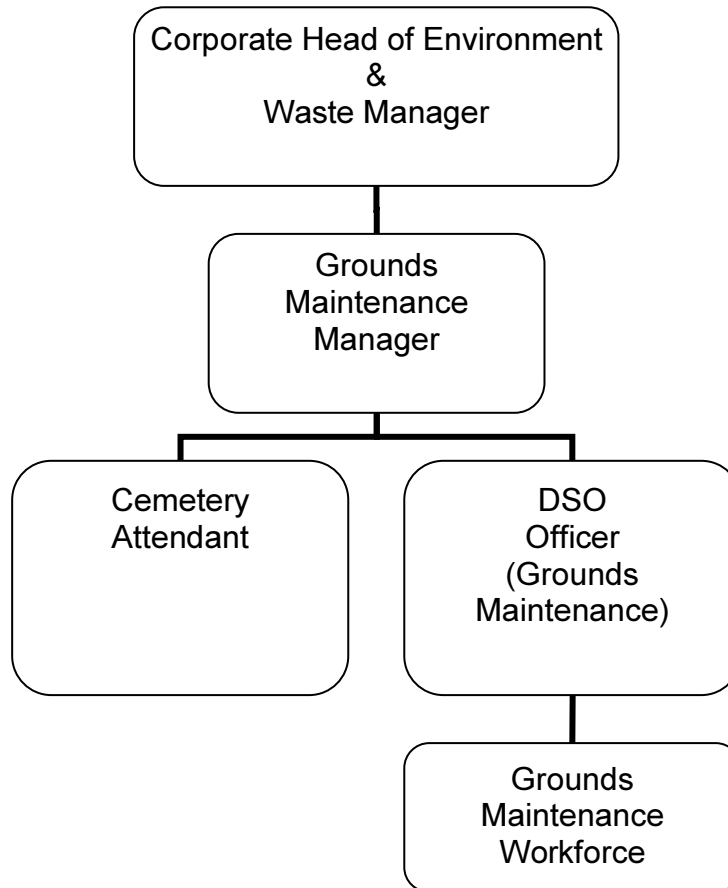 Corporate Head of Environment
&
Waste Manager
Grounds
Maintenance
Manager
Cemetery
Attendant
DSO
Officer
(Grounds
Maintenance)
Grounds
Maintenance
Workforce